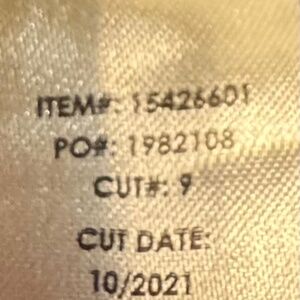 ITEM#: 15426601
PO#: 1982108
CUT#: 9
CUT DATE:
10/2021